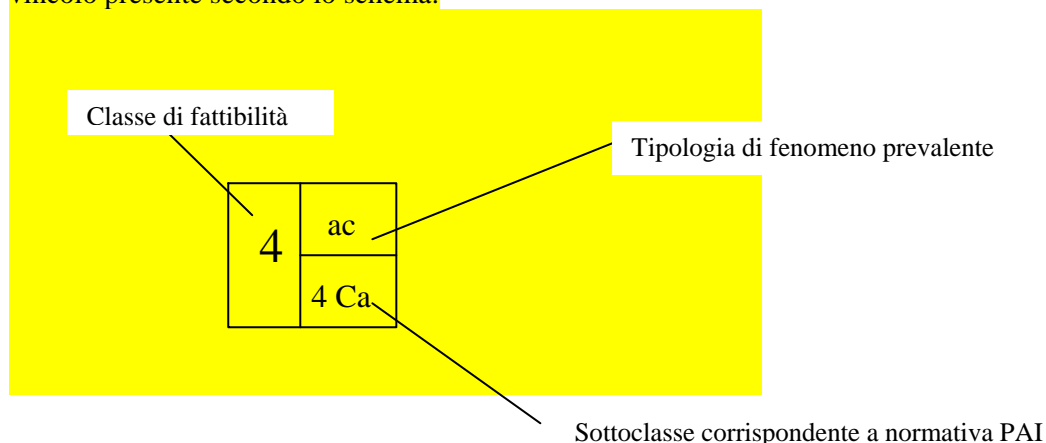 vincolo presente secondo lo schema:
Classe di fattibilità
Tipologia di fenomeno prevalente
4
ac
4 Ca
Sottoclasse corrispondente a normativa PAI